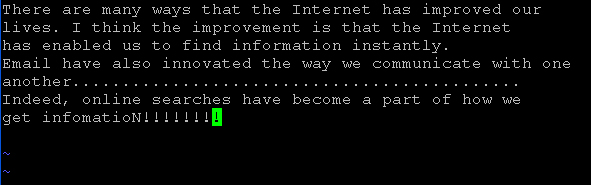 There are many ways that the Internet has improved our
lives. I think the improvement is that the Internet
has enabled us to find information instantly.
Email have also innovated the way we communicate with one
another.............................................
Indeed, online searches have become a part of how we
get infomatioN!!!!!!!!
~
~